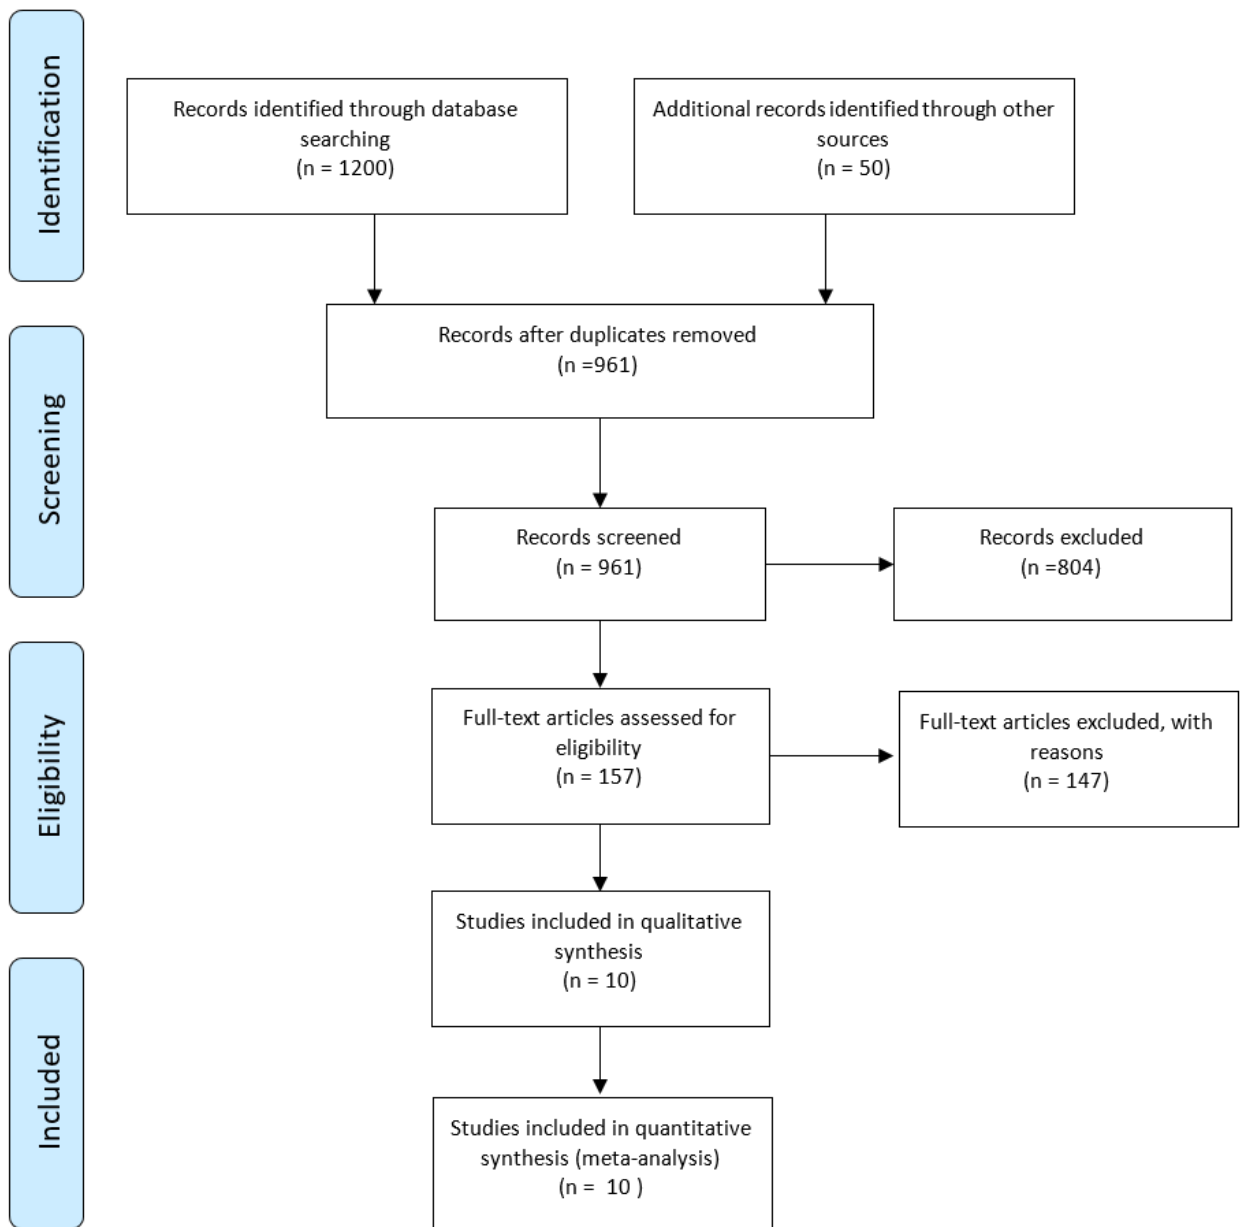 Identification
Records identified through database
searching
(n = 1200)
Additional records identified through other
sources
(n = 50)
Records after duplicates removed
(n =961)
Screening
Records screened
(n = 961)
Records excluded
(n =804)
Eligibility
Full-text articles assessed for
eligibility
(n = 157)
Full-text articles excluded, with
reasons
(n = 147)
Studies included in qualitative
synthesis
(n = 10)
Included
Studies included in quantitative
synthesis (meta-analysis)
(n =  10 )